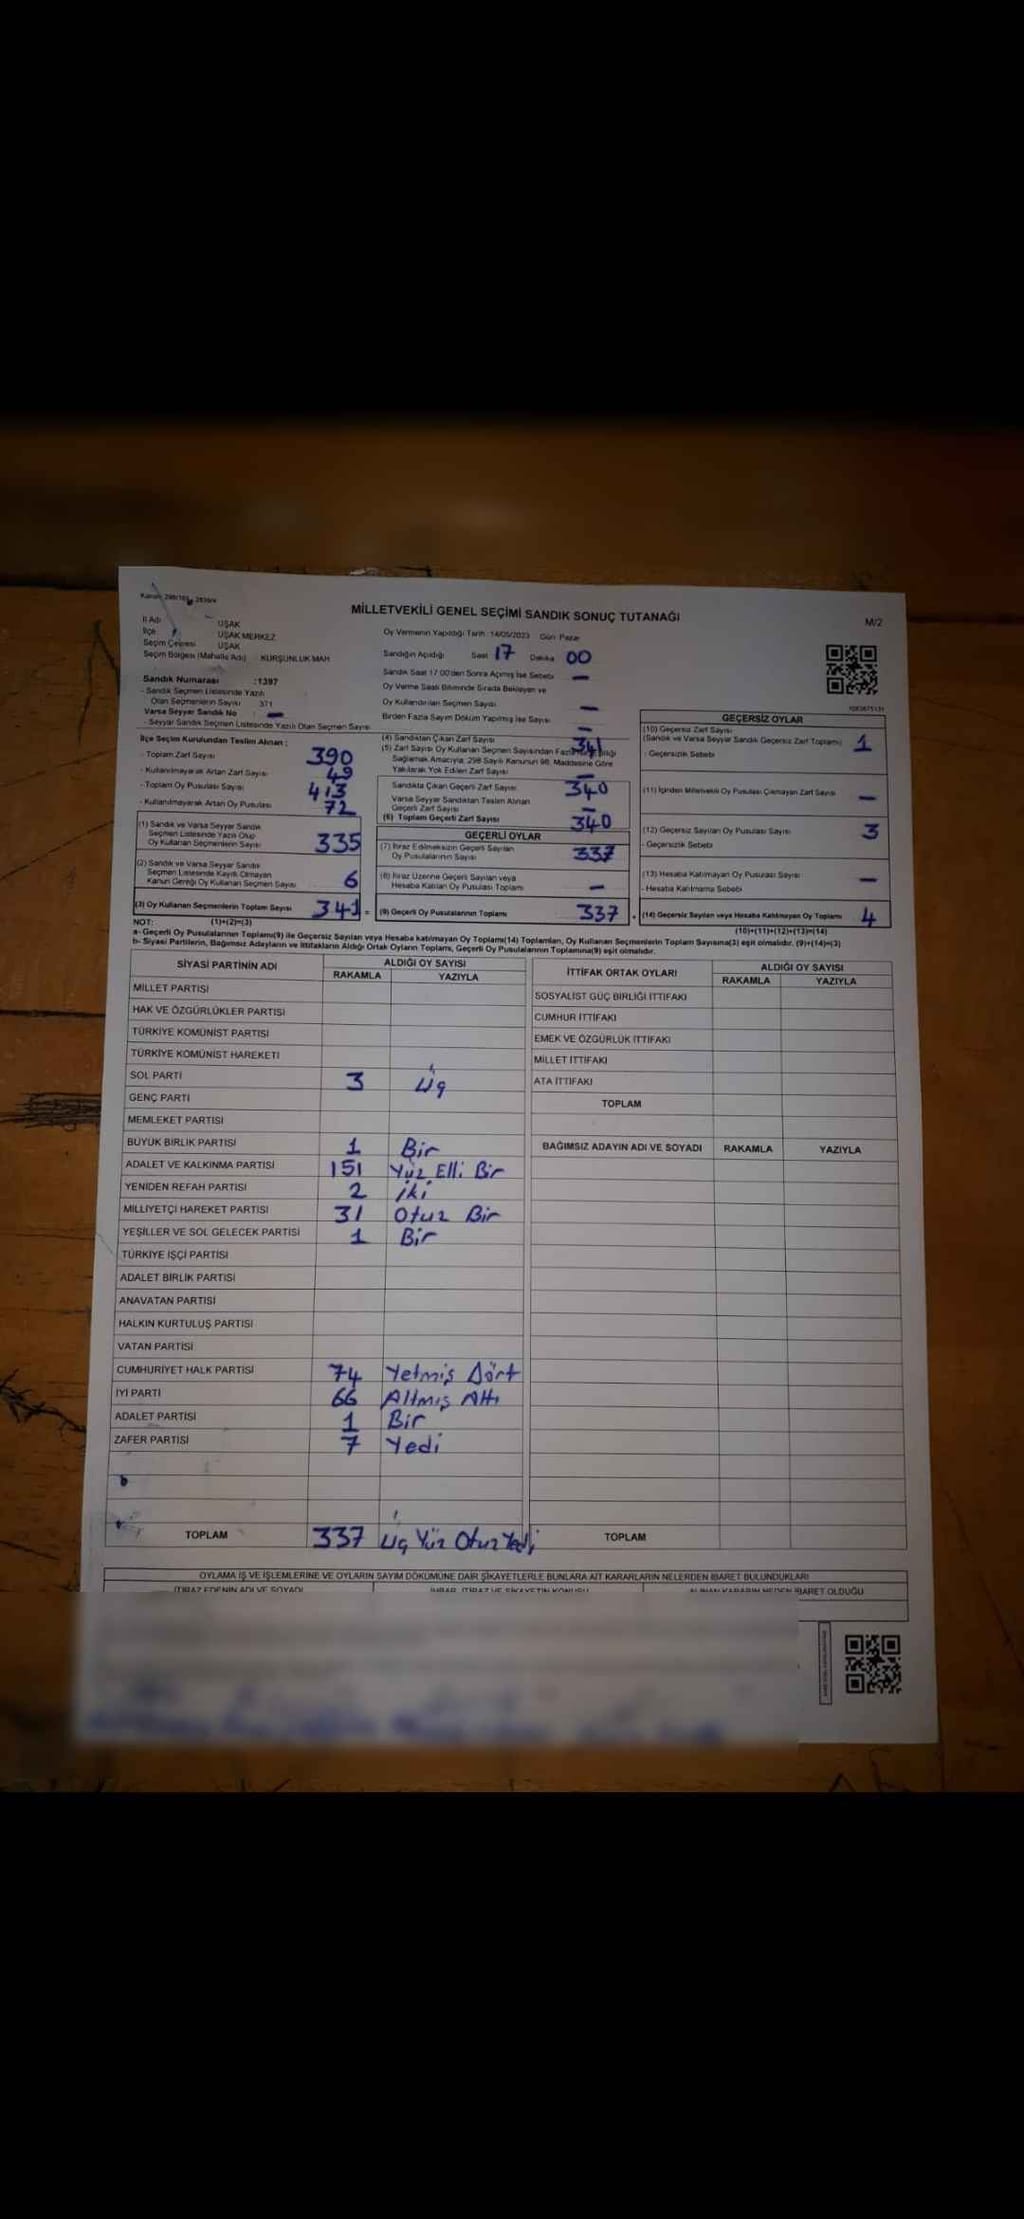 MİLLETVEKİLİ GENEL SEÇİMİ SANDIK SONUÇ TUTANAĞI
M/2
İl Adı : UŞAK
İlçe : UŞAK MERKEZ
Seçim Çevresi : UŞAK
Seçim Bölgesi (Mahalle Adı) : KURŞUNLUK MAH
Oy Vermenin Yapıldığı Tarih :14/05/2023 Gün: Pazar
Sandığın Açıldığı Saat 17 Dakika 00
Sandık Saat 17:00'den Sonra Açılmış İse Sebebi —
Oy Verme Saati Bitiminde Sırada Bekleyen ve
Oy Kullandırılan Seçmen Sayısı —
Birden Fazla Sayım Döküm Yapılmış İse Sayısı —
Sandık Numarası :1397
- Sandık Seçmen Listesinde Yazılı
Olan Seçmenlerin Sayısı 371
Varsa Seyyar Sandık No : —
- Seyyar Sandık Seçmen Listesinde Yazılı Olan Seçmen Sayısı
İlçe Seçim Kurulundan Teslim Alınan :
- Toplam Zarf Sayısı 390
- Kullanılmayarak Artan Zarf Sayısı 49
- Toplam Oy Pusulası Sayısı 413
- Kullanılmayarak Artan Oy Pusulası 72
(1) Sandık ve Varsa Seyyar Sandık
Seçmen Listesinde Yazılı Olup
Oy Kullanan Seçmenlerin Sayısı 335
(2) Sandık ve Varsa Seyyar Sandık
Seçmen Listesinde Kayıtlı Olmayan
Kanun Gereği Oy Kullanan Seçmen Sayısı 6
(3) Oy Kullanan Seçmenlerin Toplam Sayısı 341 =
(1)+(2)=(3)
(4) Sandıktan Çıkan Zarf Sayısı 341
(5) Zarf Sayısı Oy Kullanan Seçmen Sayısından Fazla
Sağlamak Amacıyla, 298 Sayılı Kanunun 98. Maddesine Göre
Yakılarak Yok Edilen Zarf Sayısı —
Sandıkta Çıkan Geçerli Zarf Sayısı 340
Varsa Seyyar Sandıktan Teslim Alınan
Geçerli Zarf Sayısı —
(6) Toplam Geçerli Zarf Sayısı 340
GEÇERLİ OYLAR
(7) İtiraz Edilmeksizin Geçerli Sayılan
Oy Pusulalarının Sayısı 337
(8) İtiraz Üzerine Geçerli Sayılan veya
Hesaba Katılan Oy Pusulası Toplamı —
(9) Geçerli Oy Pusulalarının Toplamı 337 +
GEÇERSİZ OYLAR
(10) Geçersiz Zarf Sayısı
(Sandık ve Varsa Seyyar Sandık Geçersiz Zarf Toplamı) 1
- Geçersizlik Sebebi
(11) İçinden Milletvekili Oy Pusulası Çıkmayan Zarf Sayısı —
(12) Geçersiz Sayılan Oy Pusulası Sayısı 3
- Geçersizlik Sebebi
(13) Hesaba Katılmayan Oy Pusulası Sayısı —
- Hesaba Katılmama Sebebi
(14) Geçersiz Sayılan veya Hesaba Katılmayan Oy Toplamı 4
(10)+(11)+(12)+(13)=(14)
NOT:
a- Geçerli Oy Pusulalarının Toplamı(9) ile Geçersiz Sayılan veya Hesaba katılmayan Oy Toplamı(14) Toplamları, Oy Kullanan Seçmenlerin Toplam Sayısına(3) eşit olmalıdır. (9)+(14)=(3)
b- Siyasi Partilerin, Bağımsız Adayların ve İttifakların Aldığı Ortak Oyların Toplamı, Geçerli Oy Pusulalarının Toplamına(9) eşit olmalıdır.
SİYASİ PARTİNİN ADI ALDIĞI OY SAYISI
RAKAMLA YAZIYLA
MİLLET PARTİSİ
HAK VE ÖZGÜRLÜKLER PARTİSİ
TÜRKİYE KOMÜNİST PARTİSİ
TÜRKİYE KOMÜNİST HAREKETİ
SOL PARTİ 3 Üç
GENÇ PARTİ
MEMLEKET PARTİSİ
BÜYÜK BİRLİK PARTİSİ 1 Bir
ADALET VE KALKINMA PARTİSİ 151 Yüz Elli Bir
YENİDEN REFAH PARTİSİ 2 iki
MİLLİYETÇİ HAREKET PARTİSİ 31 Otuz Bir
YEŞİLLER VE SOL GELECEK PARTİSİ 1 Bir
TÜRKİYE İŞÇİ PARTİSİ
ADALET BİRLİK PARTİSİ
ANAVATAN PARTİSİ
HALKIN KURTULUŞ PARTİSİ
VATAN PARTİSİ
CUMHURİYET HALK PARTİSİ 74 Yetmiş Dört
İYİ PARTİ 66 Altmış Altı
ADALET PARTİSİ 1 Bir
ZAFER PARTİSİ 7 Yedi
TOPLAM 337 Üç Yüz Otuz Yedi
İTTİFAK ORTAK OYLARI ALDIĞI OY SAYISI
RAKAMLA YAZIYLA
SOSYALİST GÜÇ BİRLİĞİ İTTİFAKI
CUMHUR İTTİFAKI
EMEK VE ÖZGÜRLÜK İTTİFAKI
MİLLET İTTİFAKI
ATA İTTİFAKI
TOPLAM
BAĞIMSIZ ADAYIN ADI VE SOYADI RAKAMLA YAZIYLA
TOPLAM
OYLAMA İŞ VE İŞLEMLERİNE VE OYLARIN SAYIM DÖKÜMÜNE DAİR ŞİKAYETLERLE BUNLARA AİT KARARLARIN NELERDEN İBARET BULUNDUKLARI
İTİRAZ EDENİN ADI VE SOYADI
İHBAR, İTİRAZ VE ŞİKAYETİN KONUSU
ALINAN KARARIN NEDEN İBARET OLDUĞU